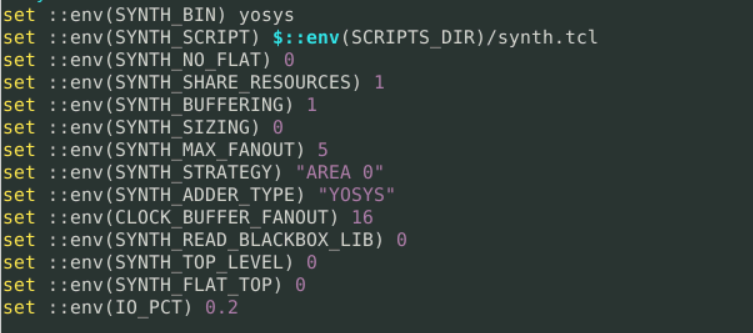 set ::env(SYNTH_BIN) yosys
set ::env(SYNTH_SCRIPT) $::env(SCRIPTS_DIR)/synth.tcl
set ::env(SYNTH_NO_FLAT) 0
set ::env(SYNTH_SHARE_RESOURCES) 1
set ::env(SYNTH_BUFFERING) 1
set ::env(SYNTH_SIZING) 0
set ::env(SYNTH_MAX_FANOUT) 5
set ::env(SYNTH_STRATEGY) "AREA 0"
set ::env(SYNTH_ADDER_TYPE) "YOSYS"
set ::env(CLOCK_BUFFER_FANOUT) 16
set ::env(SYNTH_READ_BLACKBOX_LIB) 0
set ::env(SYNTH_TOP_LEVEL) 0
set ::env(SYNTH_FLAT_TOP) 0
set ::env(IO_PCT) 0.2